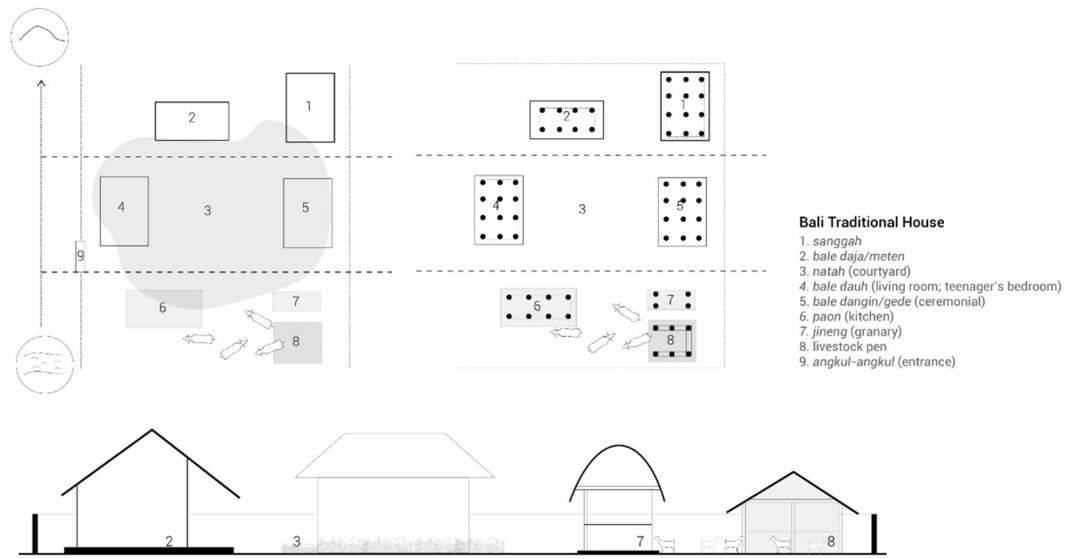 1
2
4
3
5
9
6
7
8
1
2
4
3
5
6
7
8
Bali Traditional House
1. sanggah
2. bale daja/meten
3. natah (courtyard)
4. bale dauh (living room; teenager's bedroom)
5. bale dangin/gede (ceremonial)
6. paon (kitchen)
7. jineng (granary)
8. livestock pen
9. angkul-angkul (entrance)
2
3
7
8